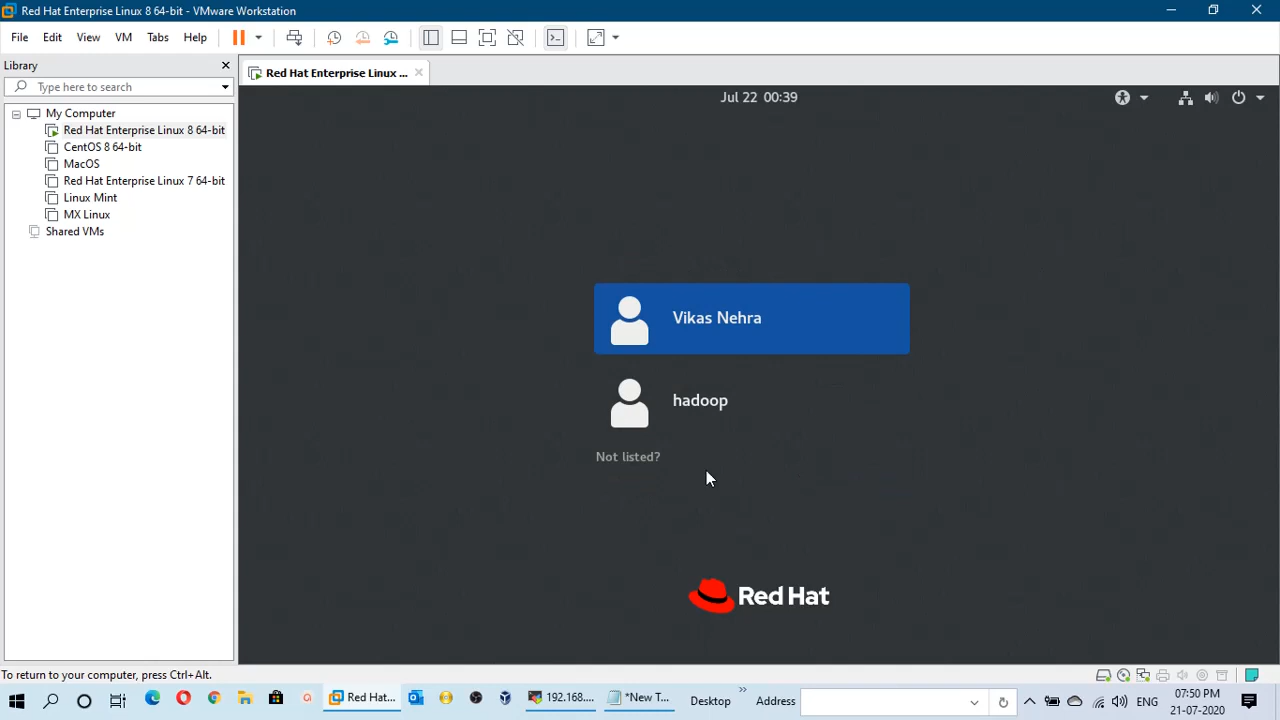 Red Hat Enterprise Linux 8 64-bit - VMware Workstation
File Edit View VM Tabs Help
Library
Type here to search
My Computer
Red Hat Enterprise Linux 8 64-bit
CentOS 8 64-bit
MacOS
Red Hat Enterprise Linux 7 64-bit
Linux Mint
MX Linux
Shared VMs
Red Hat Enterprise Linux ...
Jul 22 00:39
Vikas Nehra
hadoop
Not listed?
Red Hat
To return to your computer, press Ctrl+Alt.
Red Hat... 192.168.... *New T... Desktop Address ENG
07:50 PM
21-07-2020